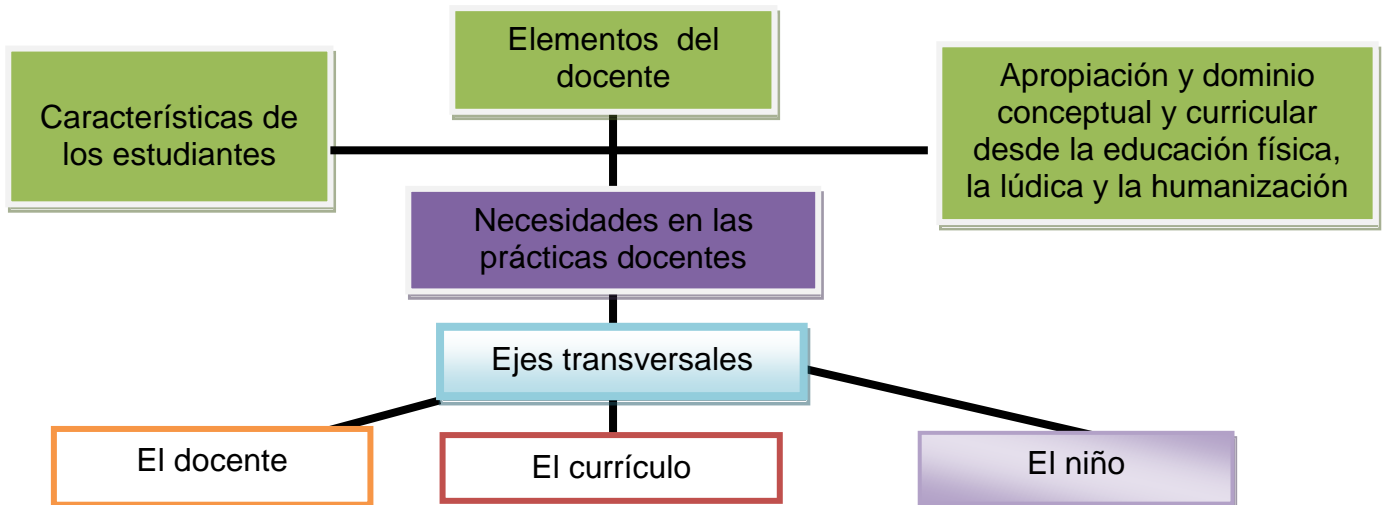 Elementos del
docente
Características de
los estudiantes
Apropiación y dominio
conceptual y curricular
desde la educación física,
la lúdica y la humanización
Necesidades en las
prácticas docentes
Ejes transversales
El docente
El currículo
El niño